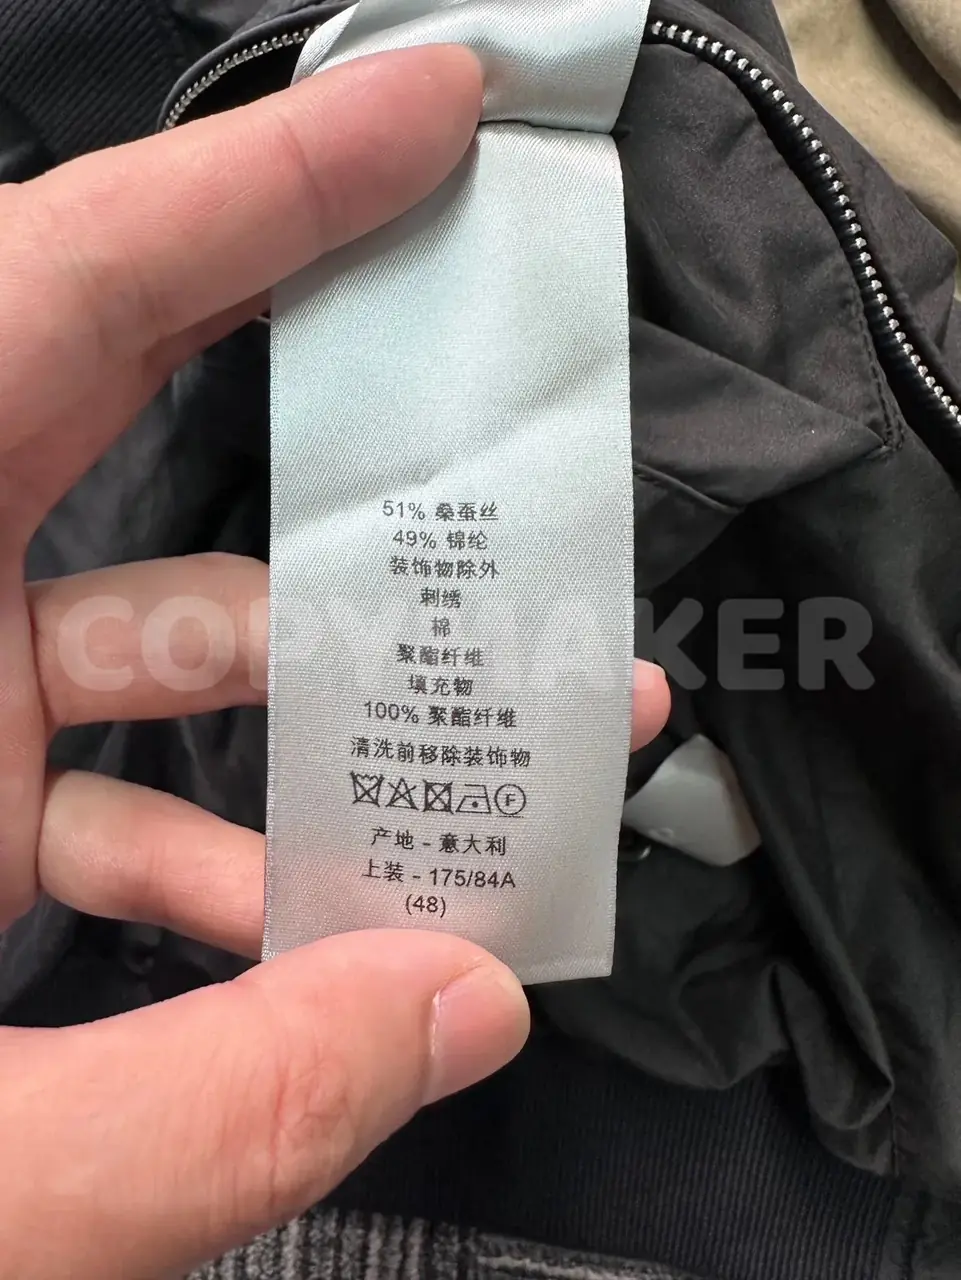 51% 桑蚕丝
49% 锦纶
装饰物除外
刺绣
棉
聚酯纤维
填充物
100% 聚酯纤维
清洗前移除装饰物
F
产地 - 意大利
上装 - 175/84A
(48)